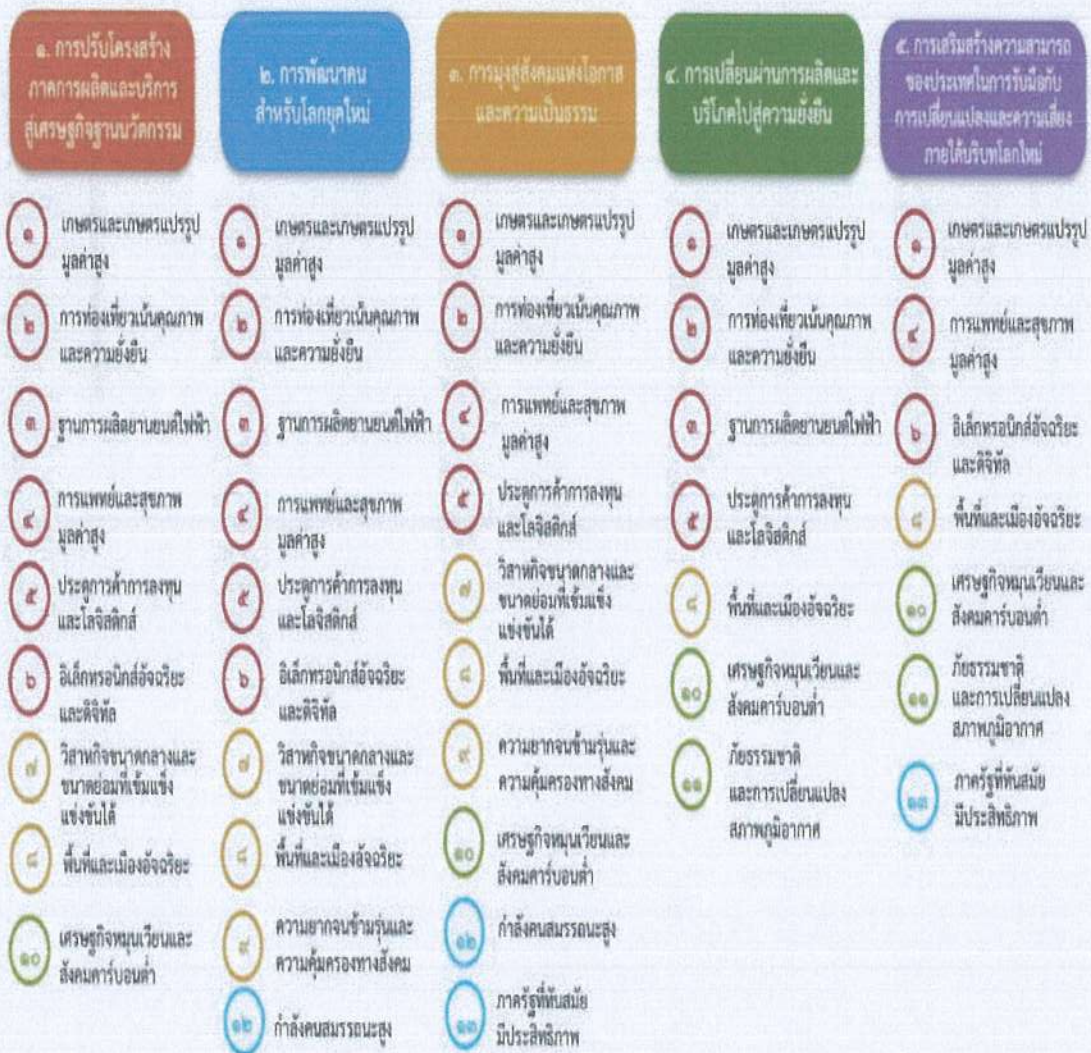 ๑. การปรับโครงสร้าง
ภาคการผลิตและบริการ
สู่เศรษฐกิจฐานนวัตกรรม
๑
เกษตรและเกษตรแปรรูป
มูลค่าสูง
๒
การท่องเที่ยวเน้นคุณภาพ
และความยั่งยืน
๓
ฐานการผลิตยานยนต์ไฟฟ้า
๔
การแพทย์และสุขภาพ
มูลค่าสูง
๕
ประตูการค้าการลงทุน
และโลจิสติกส์
๖
อิเล็กทรอนิกส์อัจฉริยะ
และดิจิทัล
๗
วิสาหกิจขนาดกลางและ
ขนาดย่อมที่เข้มแข็ง
แข่งขันได้
๘
พื้นที่และเมืองอัจฉริยะ
๑๐
เศรษฐกิจหมุนเวียนและ
สังคมคาร์บอนต่ำ
๒. การพัฒนาคน
สำหรับโลกยุคใหม่
๑
เกษตรและเกษตรแปรรูป
มูลค่าสูง
๒
การท่องเที่ยวเน้นคุณภาพ
และความยั่งยืน
๓
ฐานการผลิตยานยนต์ไฟฟ้า
๔
การแพทย์และสุขภาพ
มูลค่าสูง
๕
ประตูการค้าการลงทุน
และโลจิสติกส์
๖
อิเล็กทรอนิกส์อัจฉริยะ
และดิจิทัล
๗
วิสาหกิจขนาดกลางและ
ขนาดย่อมที่เข้มแข็ง
แข่งขันได้
๘
พื้นที่และเมืองอัจฉริยะ
๙
ความยากจนข้ามรุ่นและ
ความคุ้มครองทางสังคม
๑๒
กำลังคนสมรรถนะสูง
๓. การมุ่งสู่สังคมแห่งโอกาส
และความเป็นธรรม
๑
เกษตรและเกษตรแปรรูป
มูลค่าสูง
๒
การท่องเที่ยวเน้นคุณภาพ
และความยั่งยืน
๔
การแพทย์และสุขภาพ
มูลค่าสูง
๕
ประตูการค้าการลงทุน
และโลจิสติกส์
๗
วิสาหกิจขนาดกลางและ
ขนาดย่อมที่เข้มแข็ง
แข่งขันได้
๘
พื้นที่และเมืองอัจฉริยะ
๙
ความยากจนข้ามรุ่นและ
ความคุ้มครองทางสังคม
๑๐
เศรษฐกิจหมุนเวียนและ
สังคมคาร์บอนต่ำ
๑๒
กำลังคนสมรรถนะสูง
๑๓
ภาครัฐที่ทันสมัย
มีประสิทธิภาพ
๔. การเปลี่ยนผ่านการผลิตและ
บริโภคไปสู่ความยั่งยืน
๑
เกษตรและเกษตรแปรรูป
มูลค่าสูง
๒
การท่องเที่ยวเน้นคุณภาพ
และความยั่งยืน
๓
ฐานการผลิตยานยนต์ไฟฟ้า
๕
ประตูการค้าการลงทุน
และโลจิสติกส์
๘
พื้นที่และเมืองอัจฉริยะ
๑๐
เศรษฐกิจหมุนเวียนและ
สังคมคาร์บอนต่ำ
๑๑
ภัยธรรมชาติ
และการเปลี่ยนแปลง
สภาพภูมิอากาศ
๕. การเสริมสร้างความสามารถ
ของประเทศในการรับมือกับ
การเปลี่ยนแปลงและความเสี่ยง
ภายใต้บริบทโลกใหม่
๑
เกษตรและเกษตรแปรรูป
มูลค่าสูง
๔
การแพทย์และสุขภาพ
มูลค่าสูง
๖
อิเล็กทรอนิกส์อัจฉริยะ
และดิจิทัล
๘
พื้นที่และเมืองอัจฉริยะ
๑๐
เศรษฐกิจหมุนเวียนและ
สังคมคาร์บอนต่ำ
๑๑
ภัยธรรมชาติ
และการเปลี่ยนแปลง
สภาพภูมิอากาศ
๑๓
ภาครัฐที่ทันสมัย
มีประสิทธิภาพ